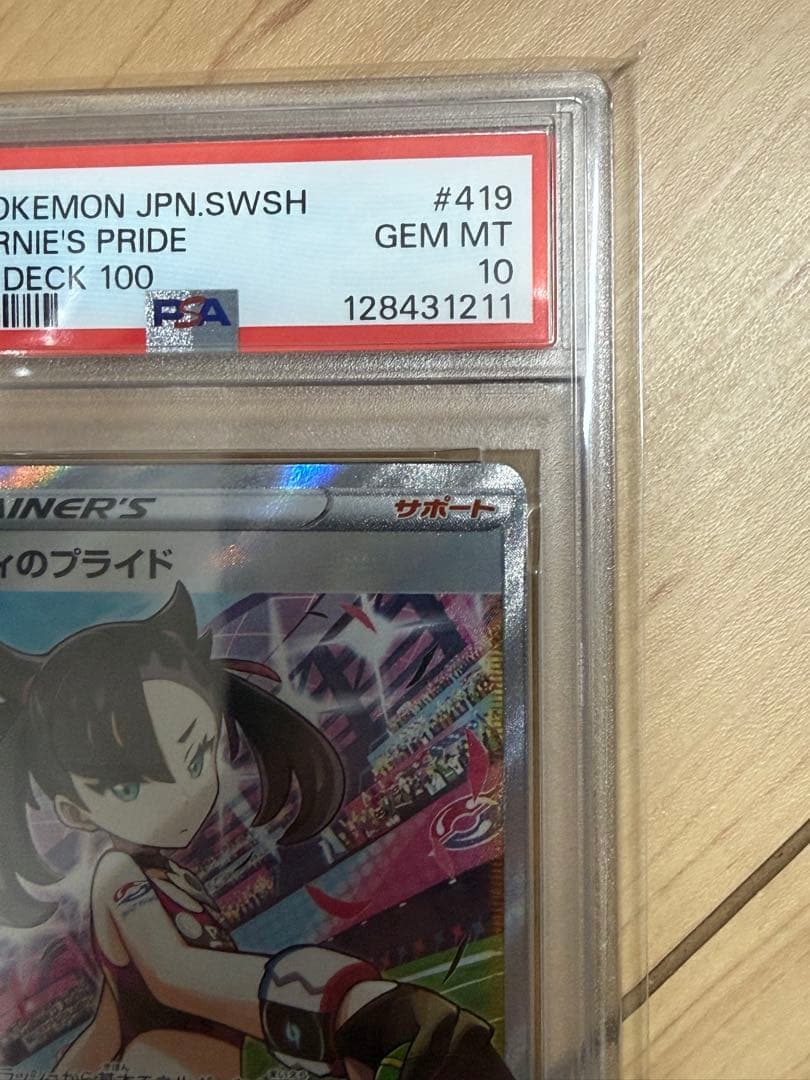 OKEMON JPN.SWSH #419
RNIE'S PRIDE GEM MT
DECK 100 10
PSA 128431211
AINER'S サポート
ィのプライド